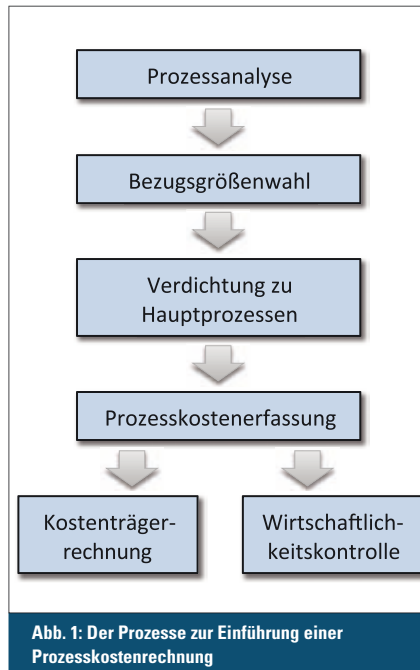 Prozessanalyse
Bezugsgrößenwahl
Verdichtung zu
Hauptprozessen
Prozesskostenerfassung
Kostenträger-
rechnung
Wirtschaftlich-
keitskontrolle
Abb. 1: Der Prozesse zur Einführung einer
Prozesskostenrechnung